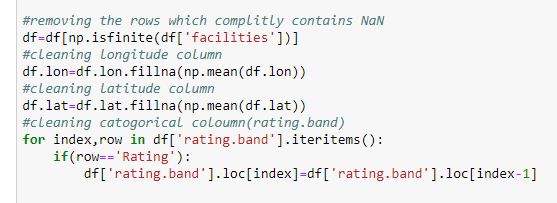 #removing the rows which complitly contains NaN
df=df[np.isfinite(df['facilities'])]
#cleaning longitude column
df.lon=df.lon.fillna(np.mean(df.lon))
#cleaning latitude column
df.lat=df.lat.fillna(np.mean(df.lat))
#cleaning catogorical coloumn(rating.band)
for index,row in df['rating.band'].iteritems():
    if(row=='Rating'):
        df['rating.band'].loc[index]=df['rating.band'].loc[index-1]